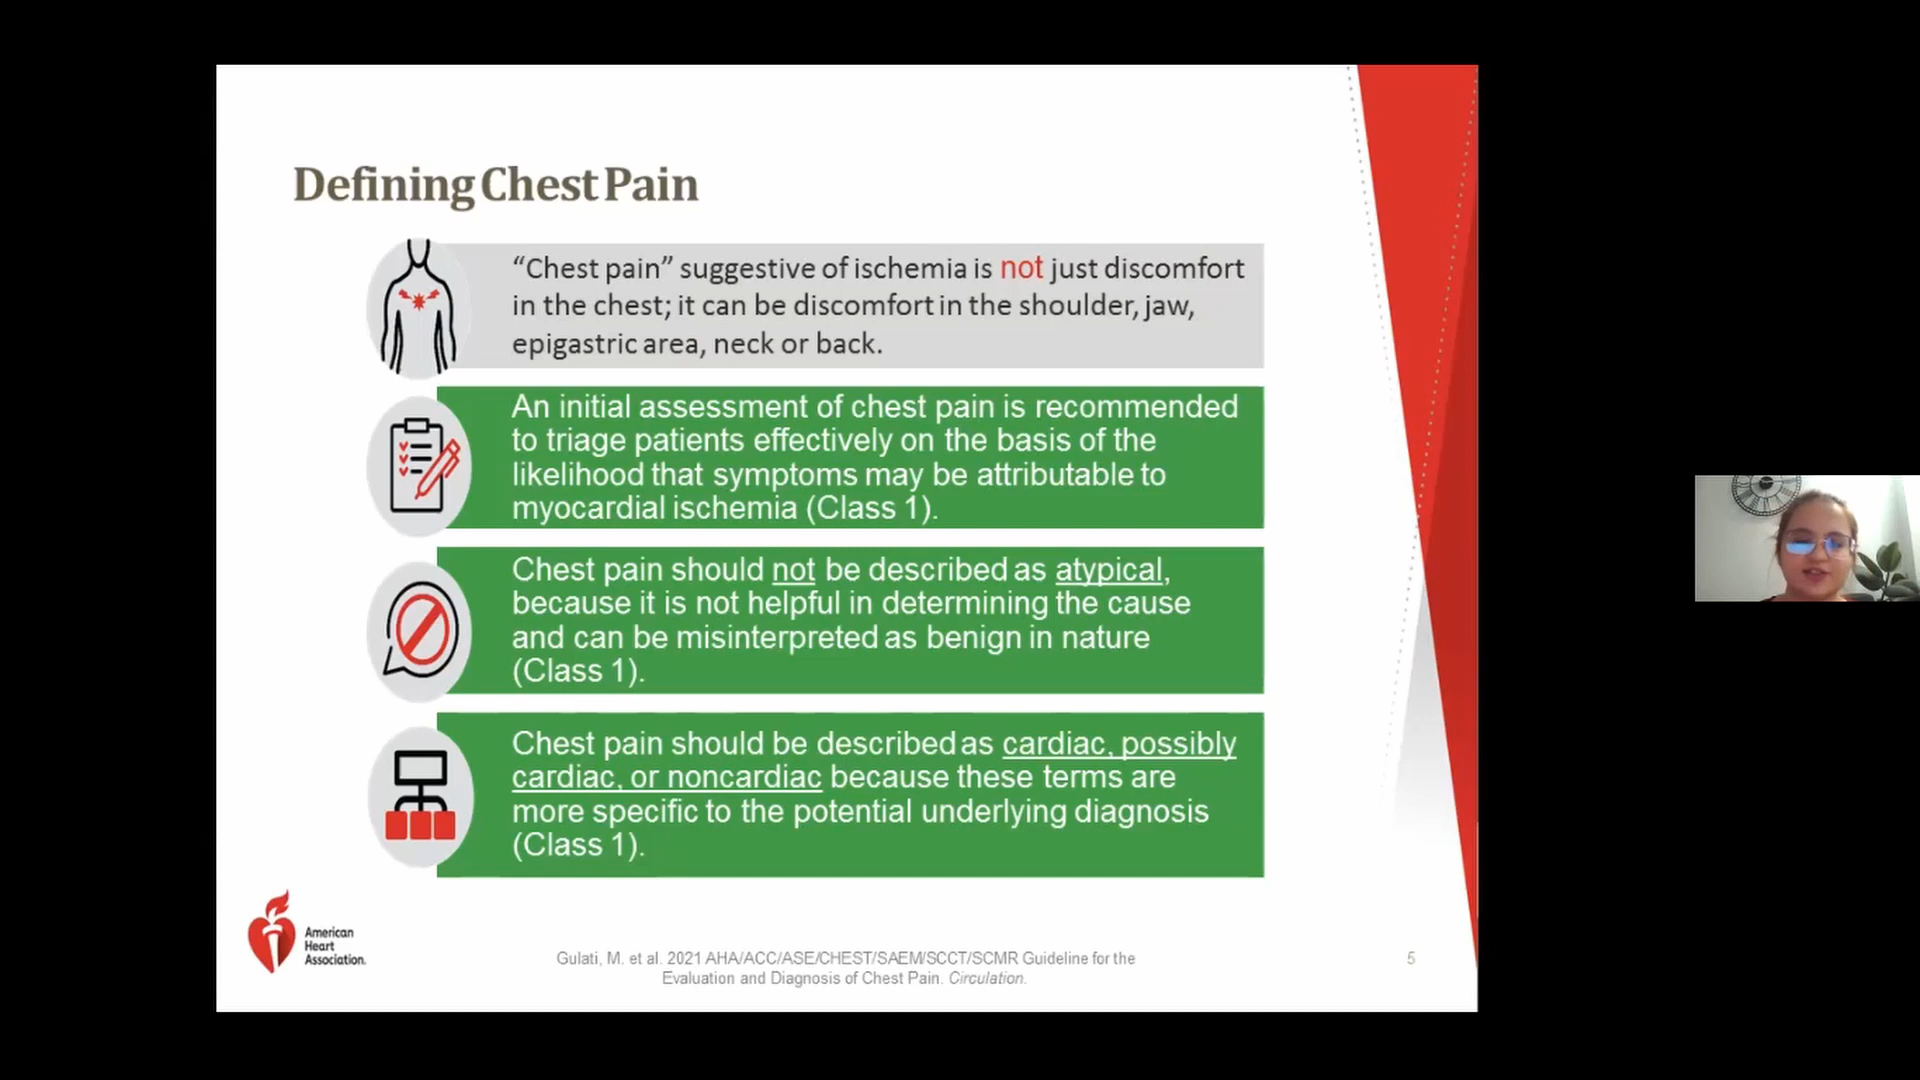 Defining Chest Pain
“Chest pain” suggestive of ischemia is not just discomfort
in the chest; it can be discomfort in the shoulder, jaw,
epigastric area, neck or back.
An initial assessment of chest pain is recommended
to triage patients effectively on the basis of the
likelihood that symptoms may be attributable to
myocardial ischemia (Class 1).
Chest pain should not be described as atypical,
because it is not helpful in determining the cause
and can be misinterpreted as benign in nature
(Class 1).
Chest pain should be described as cardiac, possibly
cardiac, or noncardiac because these terms are
more specific to the potential underlying diagnosis
(Class 1).
American
Heart
Association.
Gulati, M. et al. 2021 AHA/ACC/ASE/CHEST/SAEM/SCCT/SCMR Guideline for the
Evaluation and Diagnosis of Chest Pain. Circulation.
5